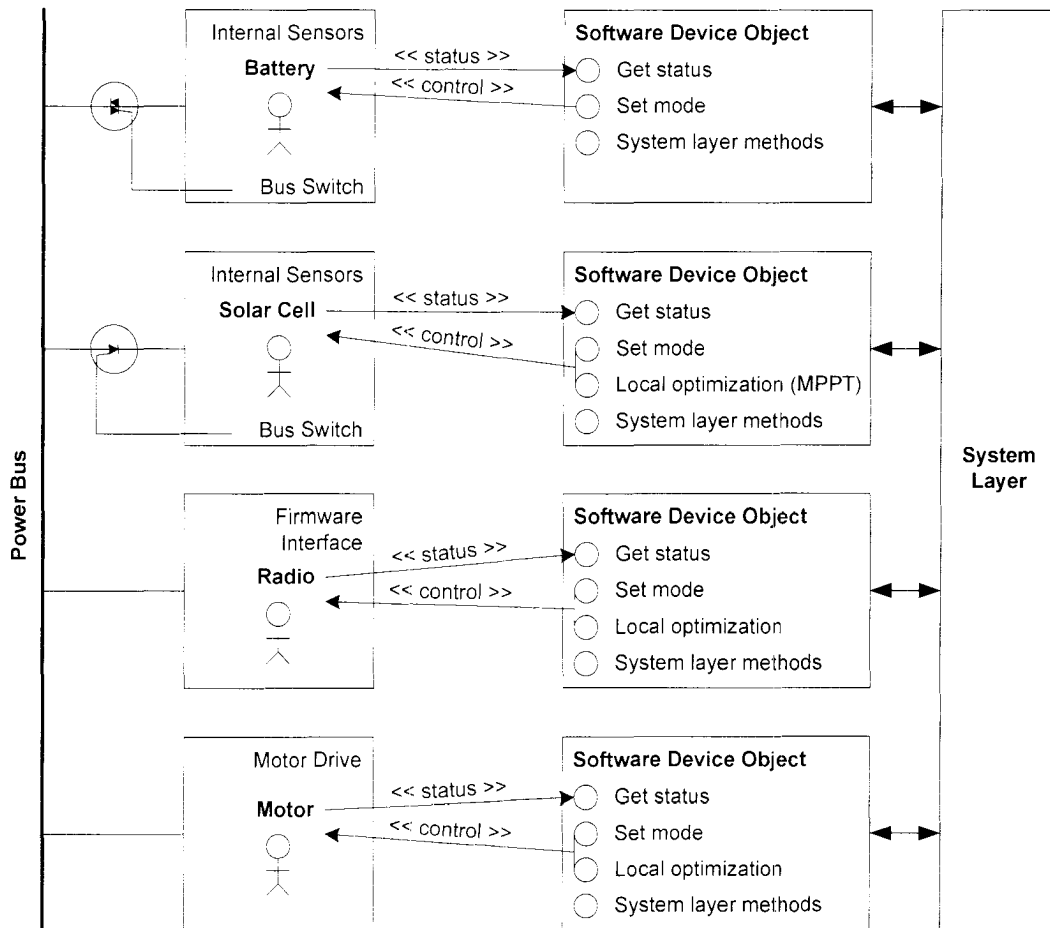 Internal Sensors
Battery
Bus Switch
<< status >>
<< control >>
Software Device Object
Get status
Set mode
System layer methods
Internal Sensors
Solar Cell
Bus Switch
<< status >>
<< control >>
Software Device Object
Get status
Set mode
Local optimization (MPPT)
System layer methods
Power Bus
System
Layer
Firmware
Interface
Radio
<< status >>
<< control >>
Software Device Object
Get status
Set mode
Local optimization
System layer methods
Motor Drive
Motor
<< status >>
<< control >>
Software Device Object
Get status
Set mode
Local optimization
System layer methods